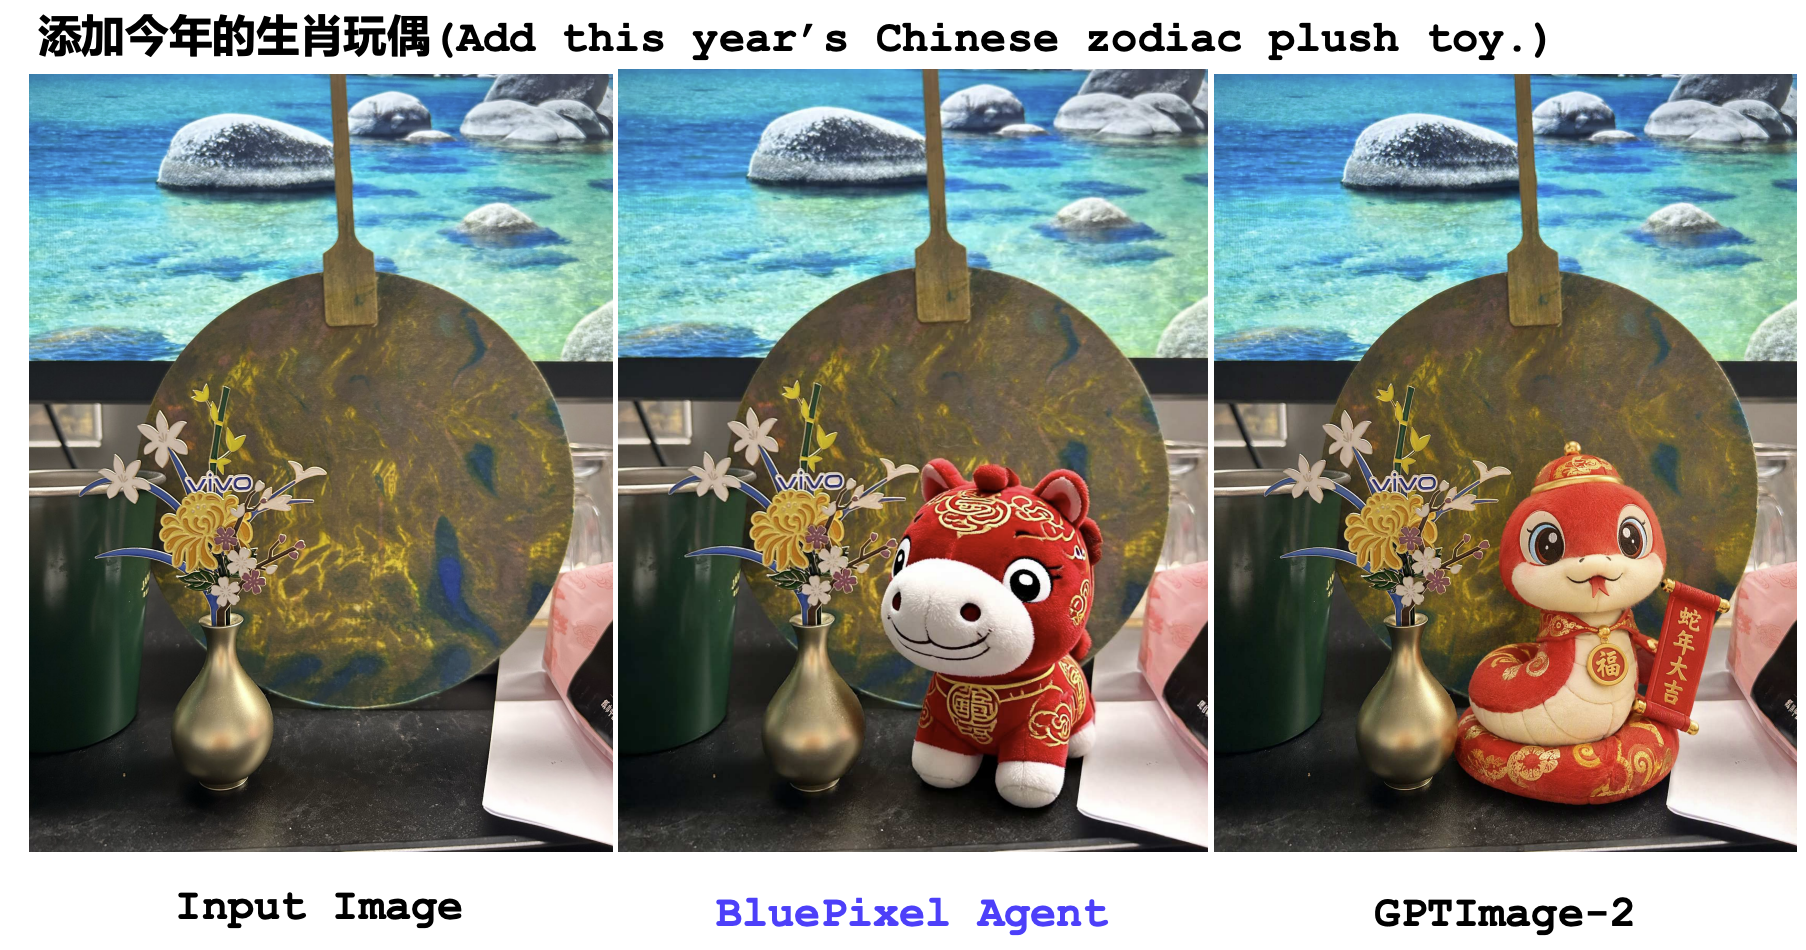 添加今年的生肖玩偶(Add this year’s Chinese zodiac plush toy.)
vivo
vivo
vivo
福
蛇年大吉
Input Image
BluePixel Agent
GPTImage-2